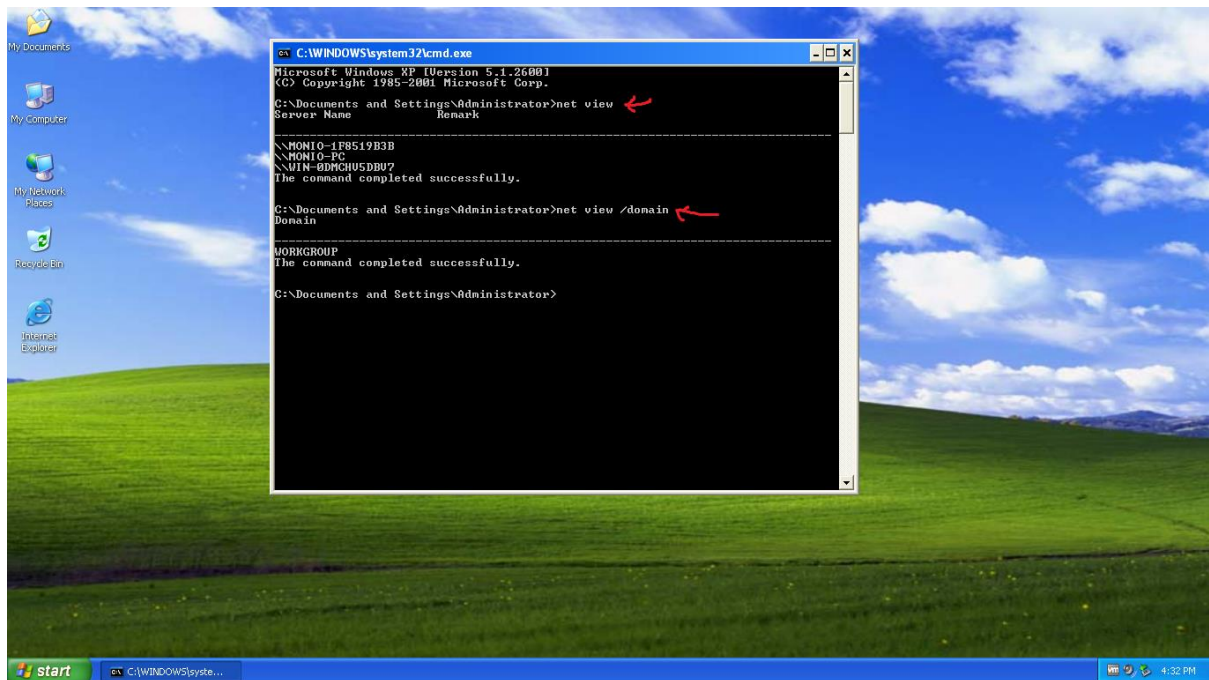 My Documents
My Computer
My Network
Places
Recycle Bin
Internet
Explorer
C:\WINDOWS\system32\cmd.exe
Microsoft Windows XP [Version 5.1.2600]
(C) Copyright 1985-2001 Microsoft Corp.
C:\Documents and Settings\Administrator>net view
Server Name Remark
-------------------------------------------------------------------------------
\\MONIO-1F8519B3B
\\MONIO-PC
\\WIN-0DMCHV5DBV7
The command completed successfully.
C:\Documents and Settings\Administrator>net view /domain
Domain
-------------------------------------------------------------------------------
WORKGROUP
The command completed successfully.
C:\Documents and Settings\Administrator>
start
C:\WINDOWS\syste...
4:32 PM